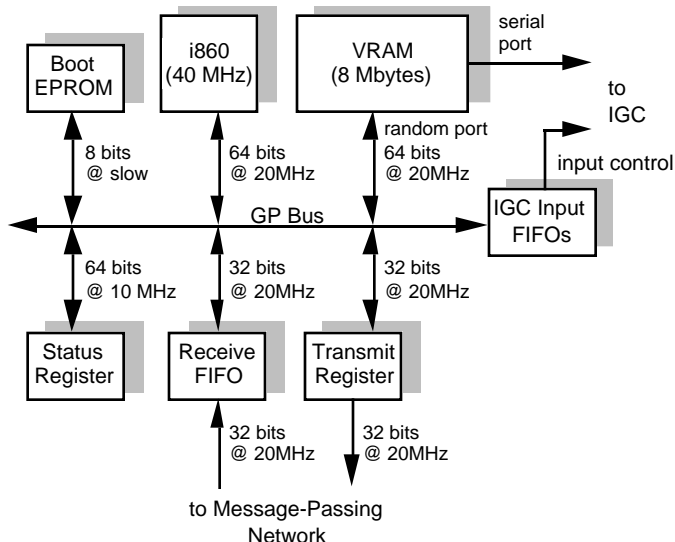 Boot
EPROM
i860
(40 MHz)
VRAM
(8 Mbytes)
serial
port
to
IGC
8 bits
@ slow
64 bits
@ 20MHz
random port
64 bits
@ 20MHz
input control
GP Bus
IGC Input
FIFOs
64 bits
@ 10 MHz
32 bits
@ 20MHz
32 bits
@ 20MHz
Status
Register
Receive
FIFO
Transmit
Register
32 bits
@ 20MHz
32 bits
@ 20MHz
to Message-Passing
Network